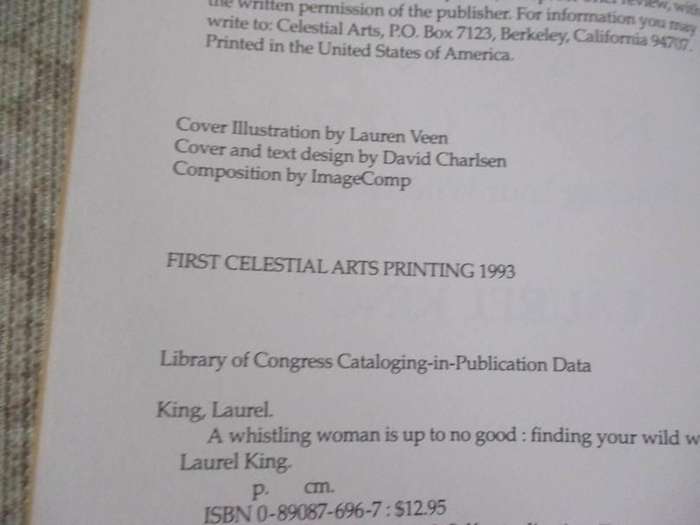 the written permission of the publisher. For information you may
write to: Celestial Arts, P.O. Box 7123, Berkeley, California 94707.
Printed in the United States of America.
Cover Illustration by Lauren Veen
Cover and text design by David Charlsen
Composition by ImageComp
FIRST CELESTIAL ARTS PRINTING 1993
Library of Congress Cataloging-in-Publication Data
King, Laurel.
A whistling woman is up to no good : finding your wild w
Laurel King.
p. cm.
ISBN 0-89087-696-7 : $12.95